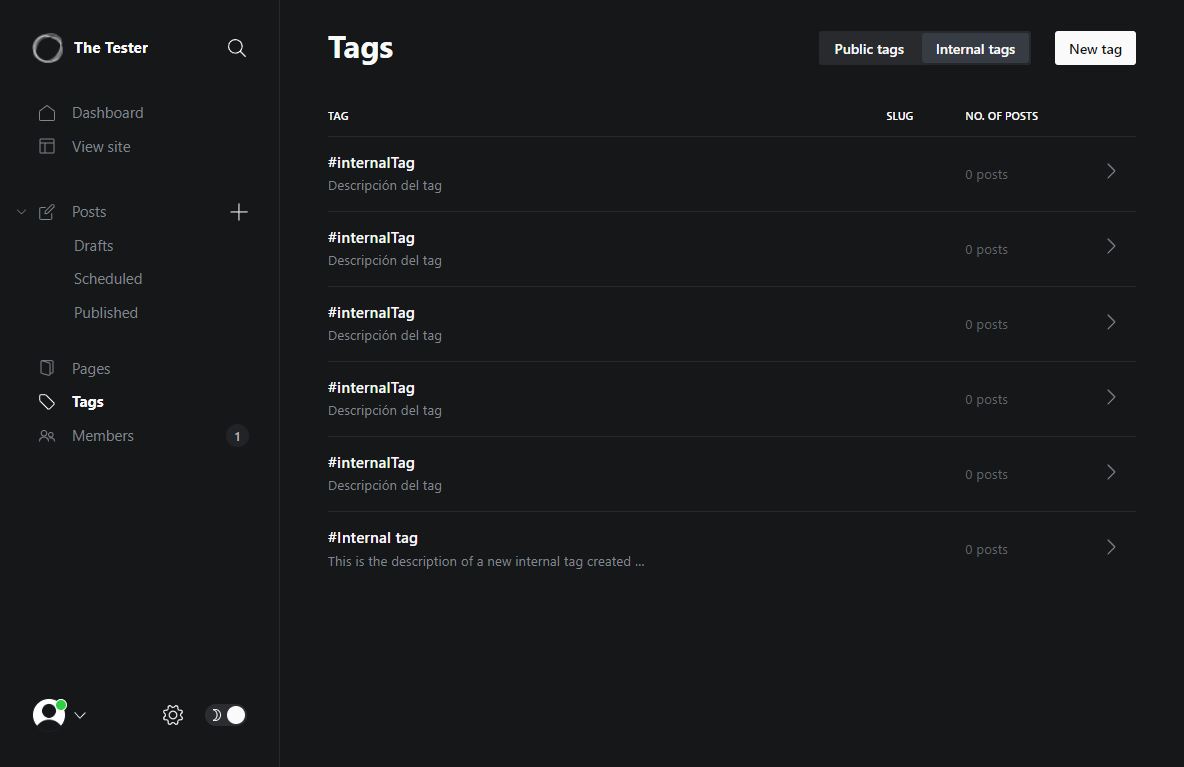 The Tester
Dashboard
View site
Posts
Drafts
Scheduled
Published
Pages
Tags
Members 1
Tags
Public tags Internal tags New tag
TAG SLUG NO. OF POSTS
#internalTag
Descripción del tag
0 posts
#internalTag
Descripción del tag
0 posts
#internalTag
Descripción del tag
0 posts
#internalTag
Descripción del tag
0 posts
#internalTag
Descripción del tag
0 posts
#Internal tag
This is the description of a new internal tag created ...
0 posts